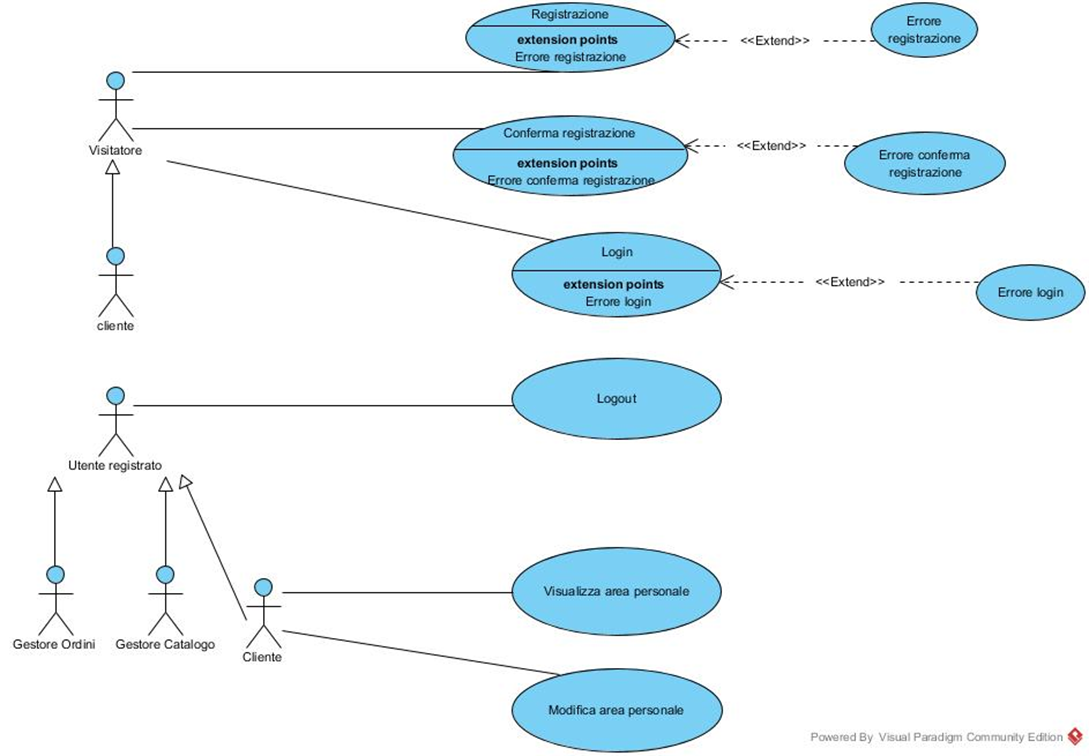 Registrazione
extension points
Errore registrazione
<<Extend>>
Errore
registrazione
Visitatore
Conferma registrazione
extension points
Errore conferma registrazione
<<Extend>>
Errore conferma
registrazione
cliente
Login
extension points
Errore login
<<Extend>>
Errore login
Utente registrato
Logout
Gestore Ordini
Gestore Catalogo
Cliente
Visualizza area personale
Modifica area personale
Powered By Visual Paradigm Community Edition